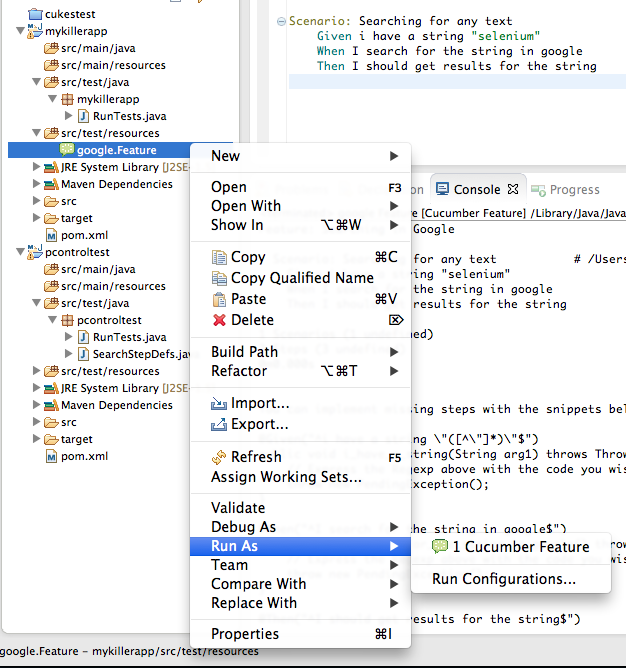 cukestest
mykillerapp
src/main/java
src/main/resources
src/test/java
mykillerapp
RunTests.java
src/test/resources
google.Feature
JRE System Library [J2SE-
Maven Dependencies
src
target
pom.xml
pcontroltest
src/main/java
src/main/resources
src/test/java
pcontroltest
RunTests.java
SearchStepDefs.java
src/test/resources
JRE System Library [J2SE-
Maven Dependencies
src
target
pom.xml
Scenario: Searching for any text
Given i have a string "selenium"
When I search for the string in google
Then I should get results for the string
New
Open F3
Open With
Show In ⌥⌘W
Copy ⌘C
Copy Qualified Name
Paste ⌘V
Delete ⌦
Build Path
Refactor ⌥⌘T
Import...
Export...
Refresh F5
Assign Working Sets...
Validate
Debug As
Run As
Team
Compare With
Replace With
Properties ⌘I
1 Cucumber Feature
Run Configurations...
on Console Progress
[Cucumber Feature] /Library/Java/Java
Google
for any text # /Users
string "selenium"
the string in google
results for the string
ned)
sing steps with the snippets bel
ng \"([^\"]*)\"$")
tring(String arg1) throws Throw
exp above with the code you wis
xception();
the string in google$")
results for the string$")
google.Feature – mykillerapp/src/test/resources